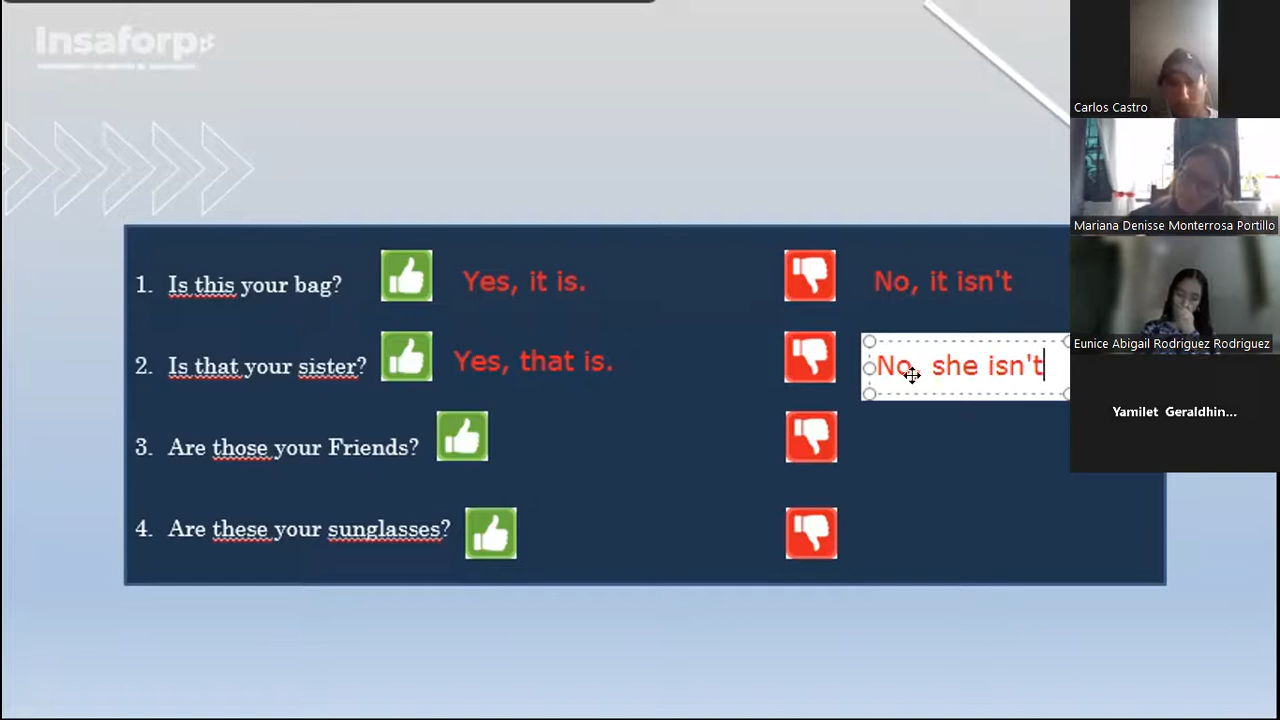 Insaforp
1. Is this your bag? Yes, it is. No, it isn't
2. Is that your sister? Yes, that is. No, she isn't
3. Are those your Friends?
4. Are these your sunglasses?
Carlos Castro
Mariana Denisse Monterrosa Portillo
Eunice Abigail Rodriguez Rodriguez
Yamilet Geraldhin...